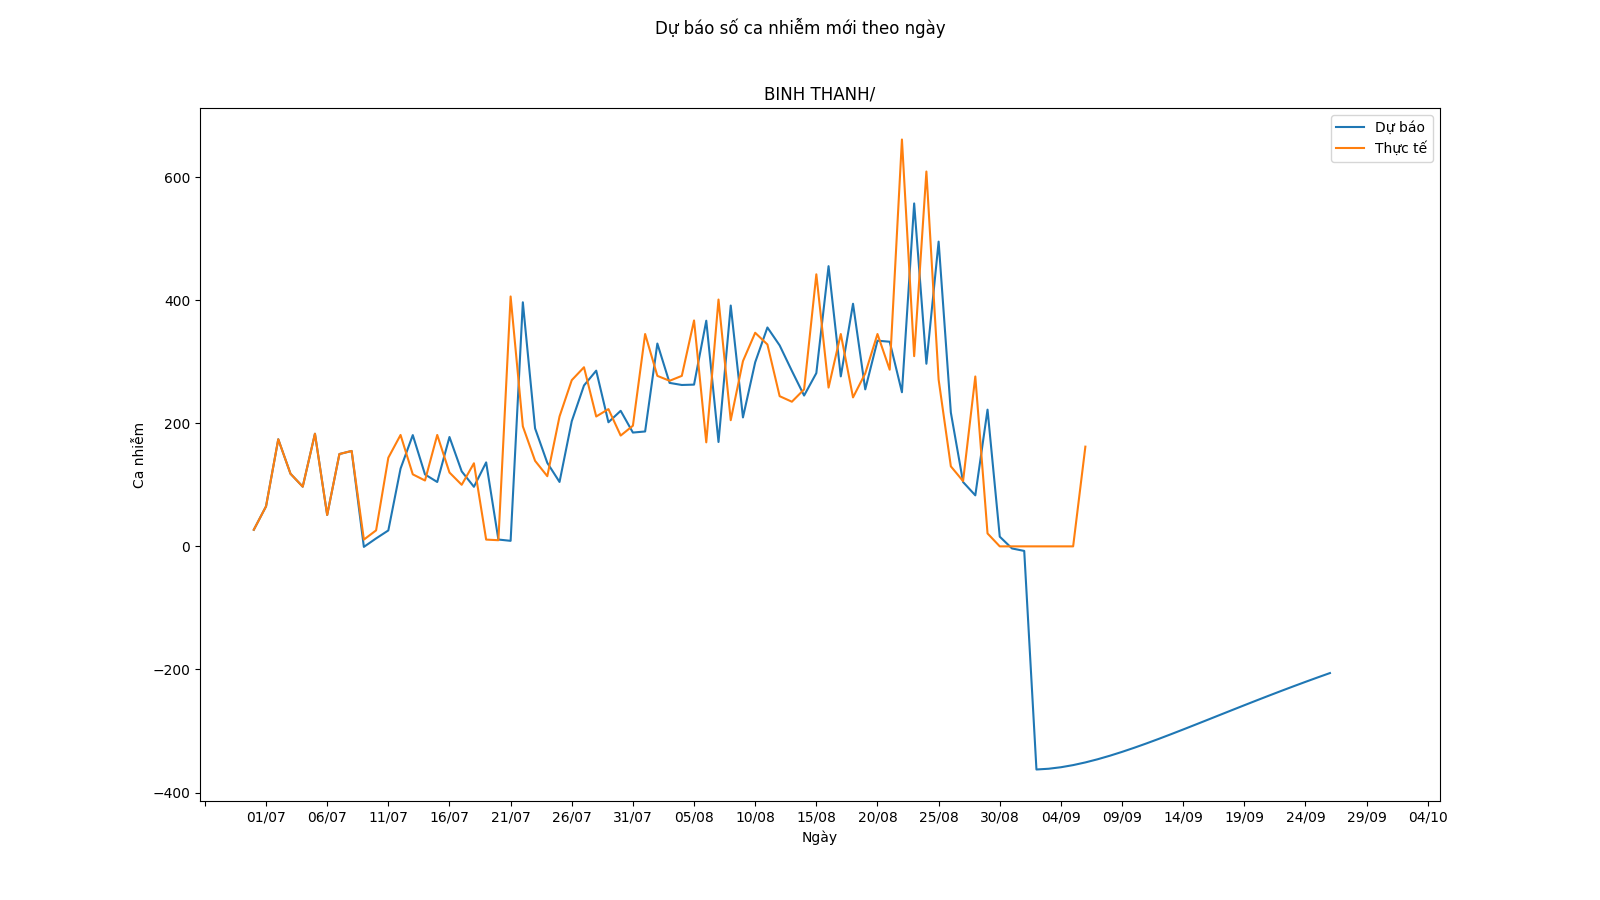 Dự báo số ca nhiễm mới theo ngày
BINH THANH/
Dự báo
Thực tế
Ca nhiễm
600
400
200
0
−200
−400
01/07 06/07 11/07 16/07 21/07 26/07 31/07 05/08 10/08 15/08 20/08 25/08 30/08 04/09 09/09 14/09 19/09 24/09 29/09 04/10
Ngày